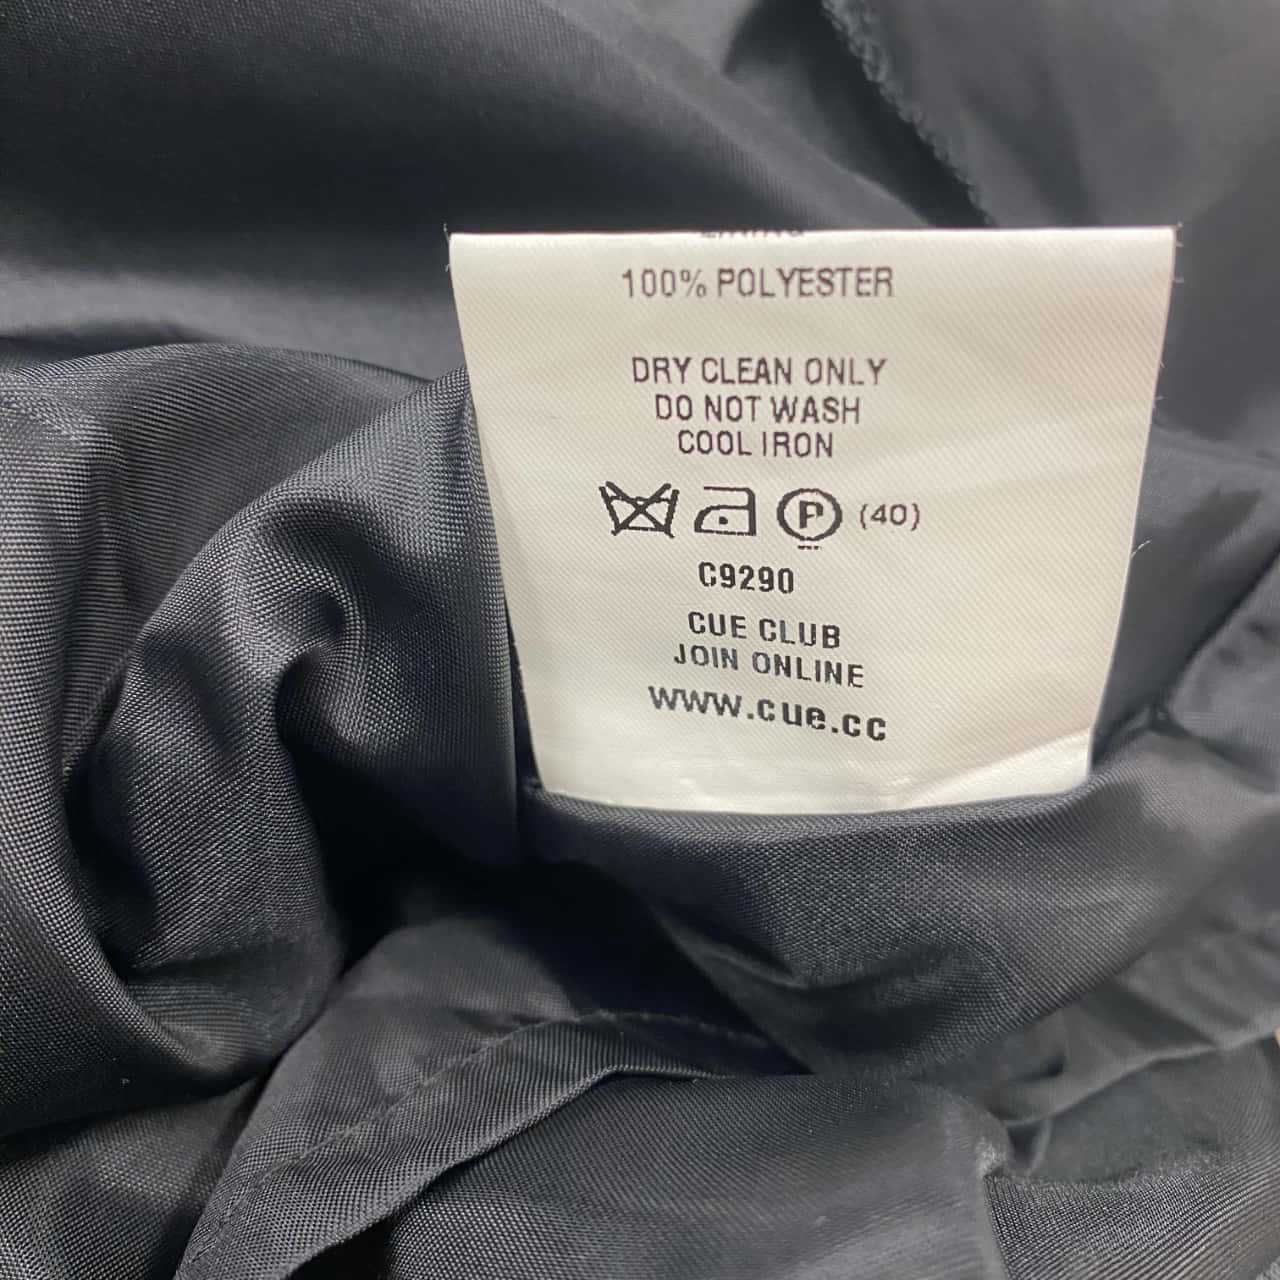 LINING
100% POLYESTER
DRY CLEAN ONLY
DO NOT WASH
COOL IRON
P (40)
C9290
CUE CLUB
JOIN ONLINE
WWW.cue.cc